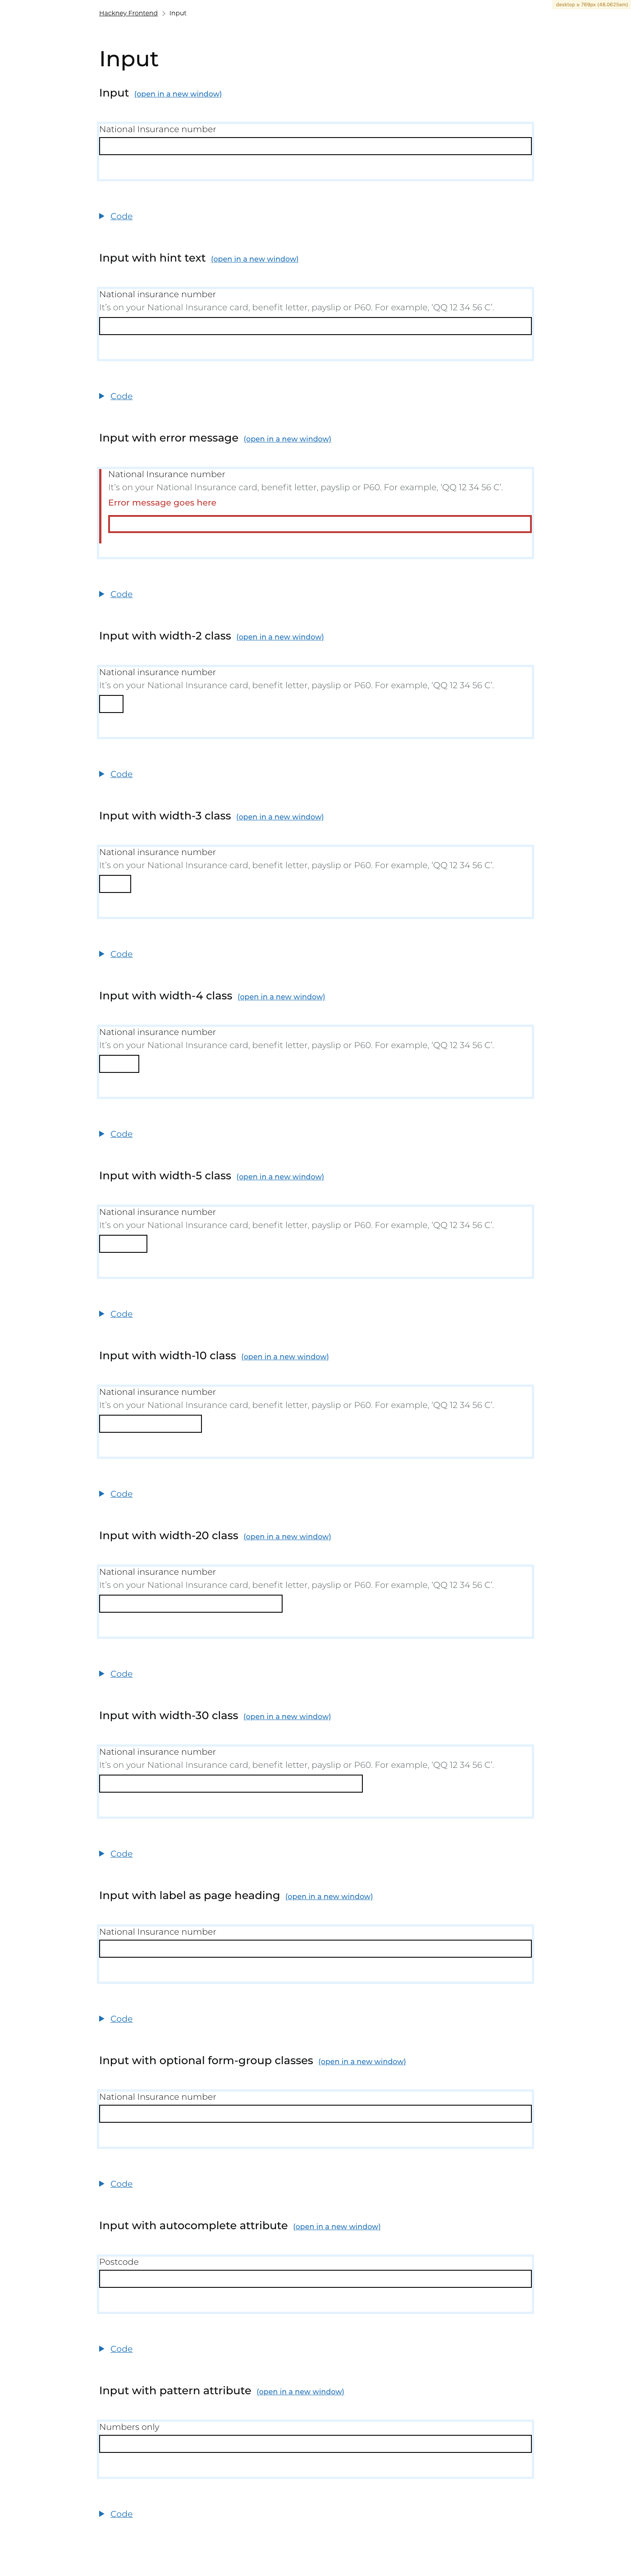 desktop ≥ 769px (48.0625em)
Hackney Frontend > Input
Input
Input (open in a new window)
National Insurance number
Code
Input with hint text (open in a new window)
National insurance number
It’s on your National Insurance card, benefit letter, payslip or P60. For example, ‘QQ 12 34 56 C’.
Code
Input with error message (open in a new window)
National Insurance number
It’s on your National Insurance card, benefit letter, payslip or P60. For example, ‘QQ 12 34 56 C’.
Error message goes here
Code
Input with width-2 class (open in a new window)
National insurance number
It’s on your National Insurance card, benefit letter, payslip or P60. For example, ‘QQ 12 34 56 C’.
Code
Input with width-3 class (open in a new window)
National insurance number
It’s on your National Insurance card, benefit letter, payslip or P60. For example, ‘QQ 12 34 56 C’.
Code
Input with width-4 class (open in a new window)
National insurance number
It’s on your National Insurance card, benefit letter, payslip or P60. For example, ‘QQ 12 34 56 C’.
Code
Input with width-5 class (open in a new window)
National insurance number
It’s on your National Insurance card, benefit letter, payslip or P60. For example, ‘QQ 12 34 56 C’.
Code
Input with width-10 class (open in a new window)
National insurance number
It’s on your National Insurance card, benefit letter, payslip or P60. For example, ‘QQ 12 34 56 C’.
Code
Input with width-20 class (open in a new window)
National insurance number
It’s on your National Insurance card, benefit letter, payslip or P60. For example, ‘QQ 12 34 56 C’.
Code
Input with width-30 class (open in a new window)
National insurance number
It’s on your National Insurance card, benefit letter, payslip or P60. For example, ‘QQ 12 34 56 C’.
Code
Input with label as page heading (open in a new window)
National Insurance number
Code
Input with optional form-group classes (open in a new window)
National Insurance number
Code
Input with autocomplete attribute (open in a new window)
Postcode
Code
Input with pattern attribute (open in a new window)
Numbers only
Code